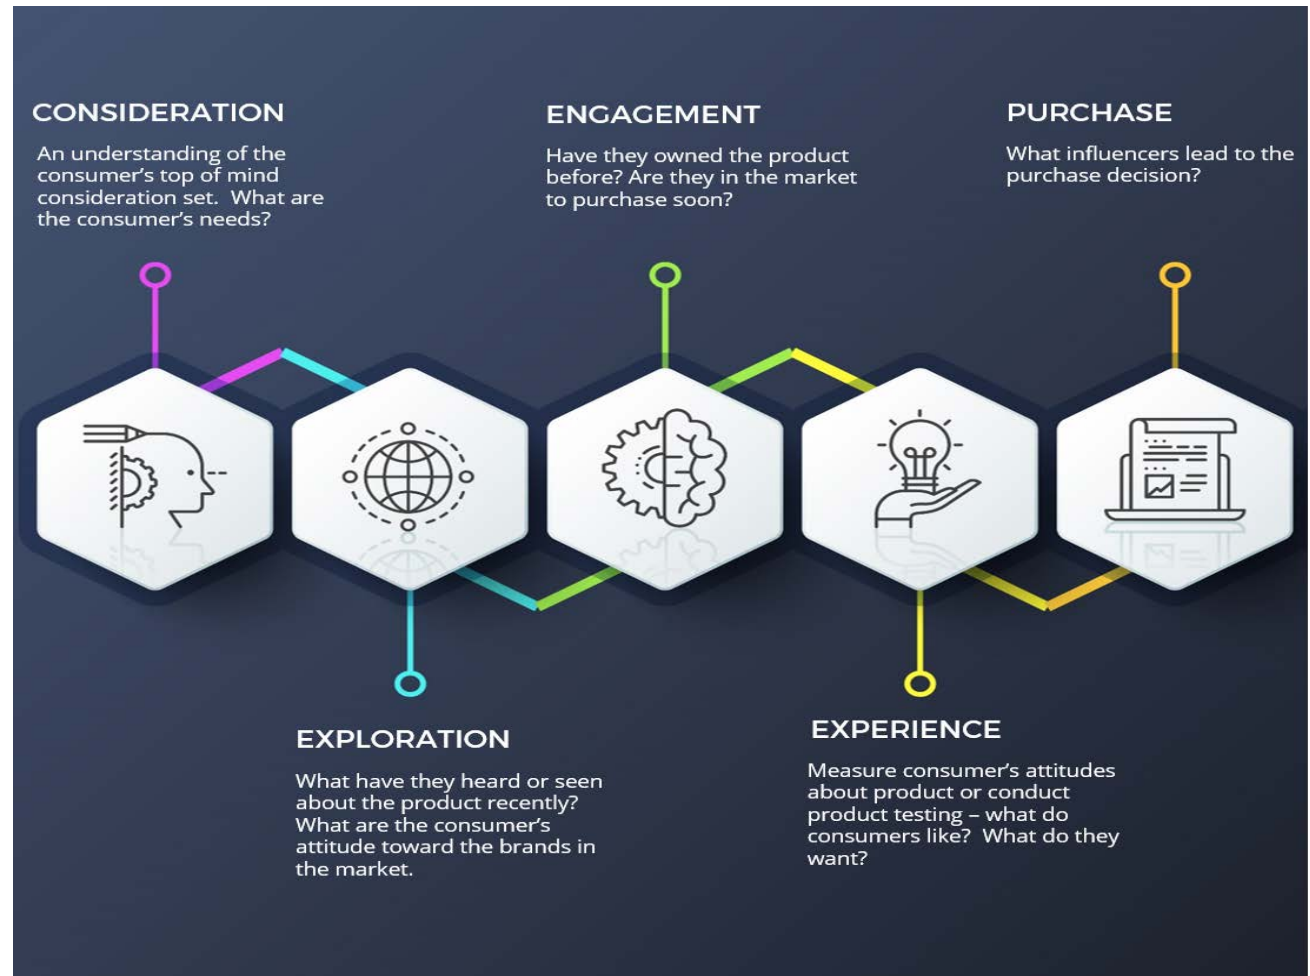 CONSIDERATION
An understanding of the
consumer’s top of mind
consideration set.  What are
the consumer’s needs?
ENGAGEMENT
Have they owned the product
before? Are they in the market
to purchase soon?
PURCHASE
What influencers lead to the
purchase decision?
EXPLORATION
What have they heard or seen
about the product recently?
What are the consumer’s
attitude toward the brands in
the market.
EXPERIENCE
Measure consumer’s attitudes
about product or conduct
product testing – what do
consumers like?  What do they
want?